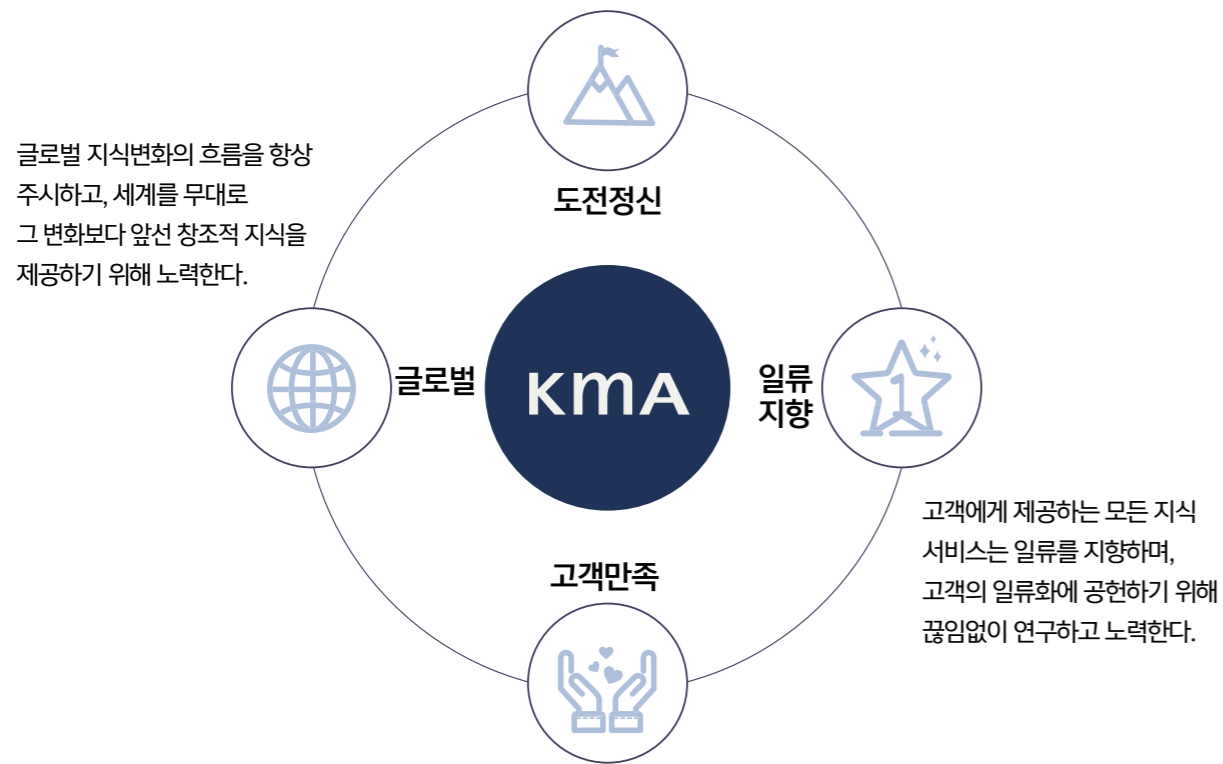 도전정신
글로벌 지식변화의 흐름을 항상
주시하고, 세계를 무대로
그 변화보다 앞선 창조적 지식을
제공하기 위해 노력한다.
글로벌
KMA
일류
지향
1
고객에게 제공하는 모든 지식
서비스는 일류를 지향하며,
고객의 일류화에 공헌하기 위해
끊임없이 연구하고 노력한다.
고객만족